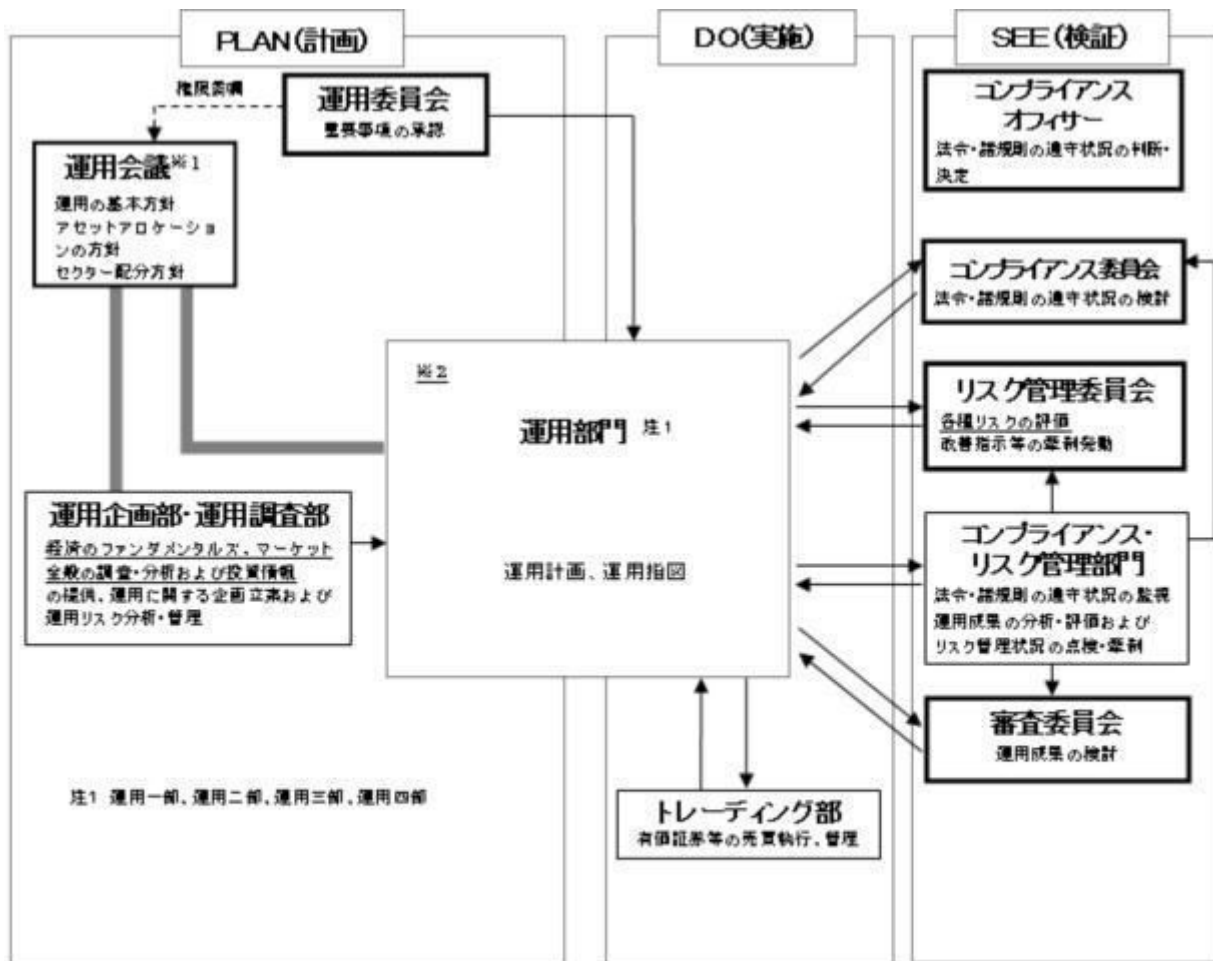 PLAN(計画)
権限委嘱
運用委員会
重要事項の承認
運用会議※1
運用の基本方針
アセットアロケーショ
ンの方針
セクター配分方針
運用企画部・運用調査部
経済のファンダメンタルズ、マーケット
全般の調査・分析および投資情報
の提供、運用に関する企画立案および
運用リスク分析・管理
注1 運用一部、運用二部、運用三部、運用四部
DO(実施)
※2
運用部門 注1
運用計画、運用指図
トレーディング部
有価証券等の売買執行、管理
SEE(検証)
コンプライアンス
オフィサー
法令・諸規則の遵守状況の判断・
決定
コンプライアンス委員会
法令・諸規則の遵守状況の検討
リスク管理委員会
各種リスクの評価
改善指示等の牽制発動
コンプライアンス・
リスク管理部門
法令・諸規則の遵守状況の監視
運用成果の分析・評価および
リスク管理状況の点検・牽制
審査委員会
運用成果の検討